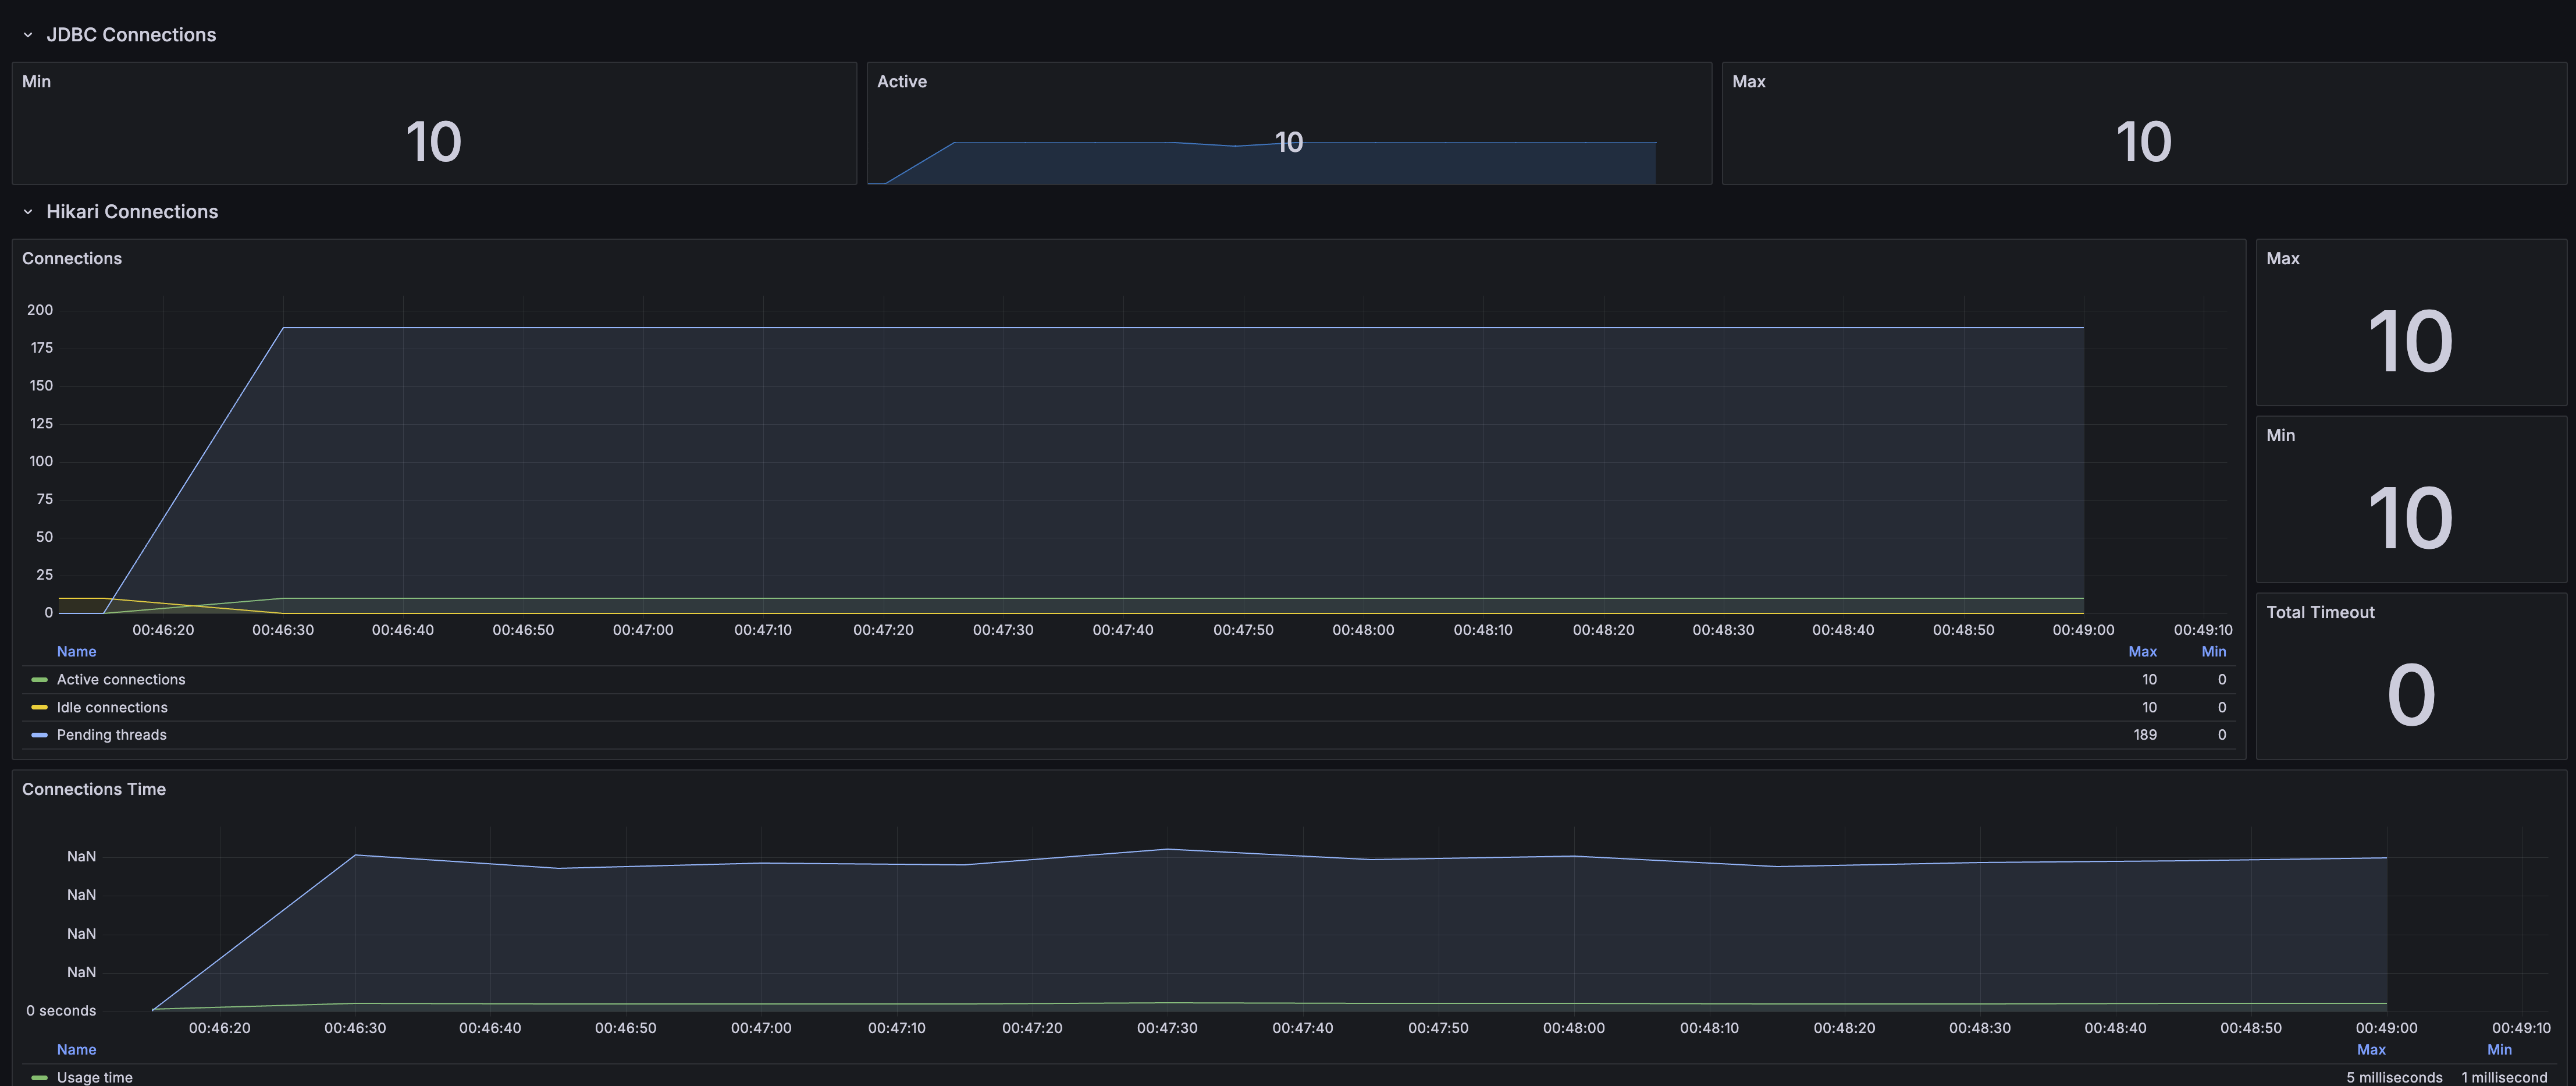 JDBC Connections
Min
Active
Max
10
10
10
Hikari Connections
Connections
200
175
150
125
100
75
50
25
0
00:46:20 00:46:30 00:46:40 00:46:50 00:47:00 00:47:10 00:47:20 00:47:30 00:47:40 00:47:50 00:48:00 00:48:10 00:48:20 00:48:30 00:48:40 00:48:50 00:49:00 00:49:10
Name Max Min
Active connections 10 0
Idle connections 10 0
Pending threads 189 0
Max
10
Min
10
Total Timeout
0
Connections Time
NaN
NaN
NaN
NaN
0 seconds
00:46:20 00:46:30 00:46:40 00:46:50 00:47:00 00:47:10 00:47:20 00:47:30 00:47:40 00:47:50 00:48:00 00:48:10 00:48:20 00:48:30 00:48:40 00:48:50 00:49:00 00:49:10
Name Max Min
Usage time 5 milliseconds 1 millisecond